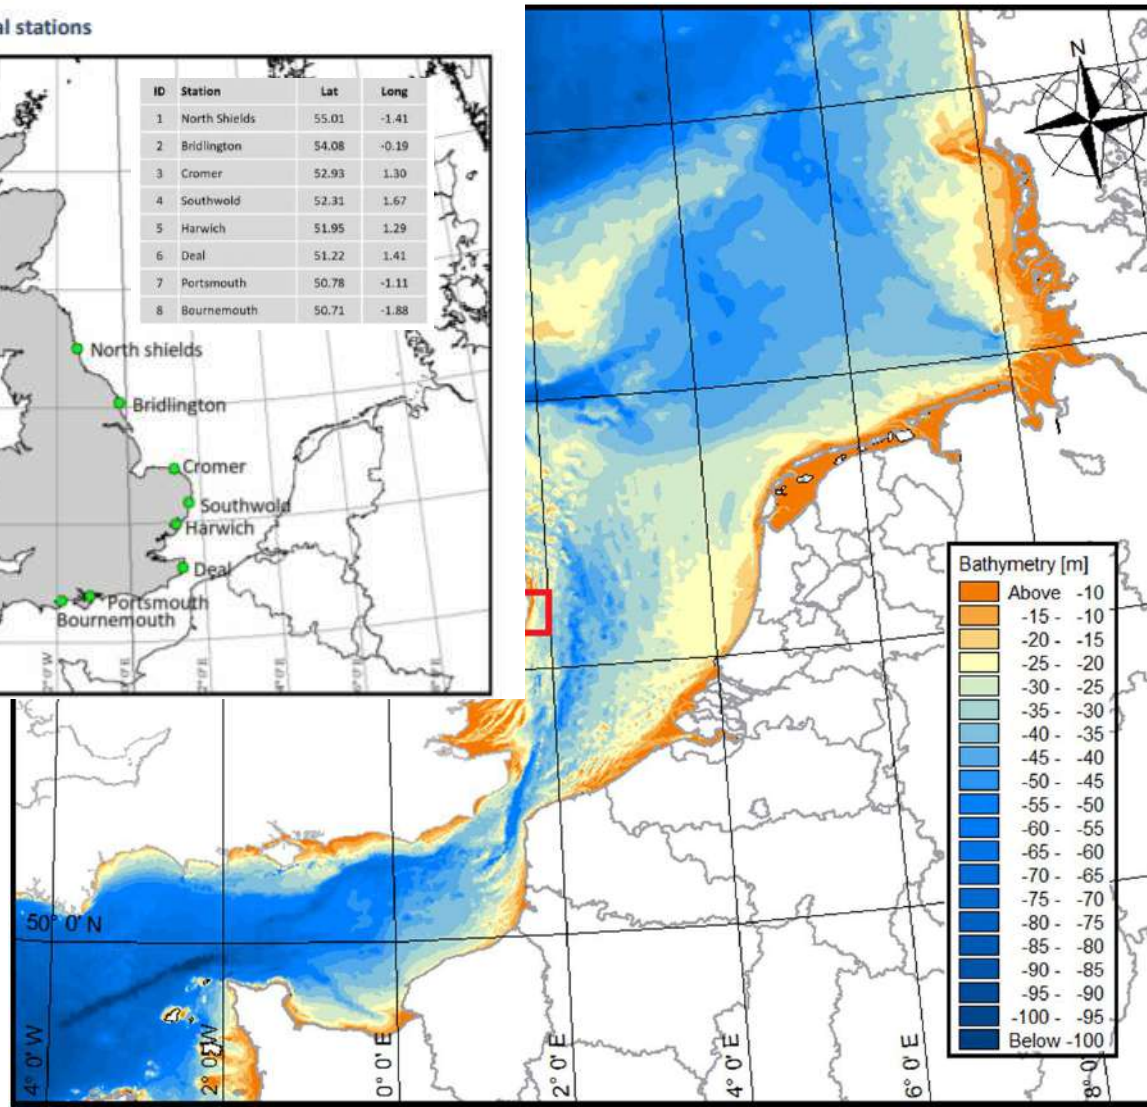 al stations
ID Station Lat Long
1 North Shields 55.01 -1.41
2 Bridlington 54.08 -0.19
3 Cromer 52.93 1.30
4 Southwold 52.31 1.67
5 Harwich 51.95 1.29
6 Deal 51.22 1.41
7 Portsmouth 50.78 -1.11
8 Bournemouth 50.71 -1.88
North shields
Bridlington
Cromer
Southwold
Harwich
Deal
Portsmouth
Bournemouth
N
Bathymetry [m]
Above -10
-15 - -10
-20 - -15
-25 - -20
-30 - -25
-35 - -30
-40 - -35
-45 - -40
-50 - -45
-55 - -50
-60 - -55
-65 - -60
-70 - -65
-75 - -70
-80 - -75
-85 - -80
-90 - -85
-95 - -90
-100 - -95
Below -100
50° 0' N
4° 0' W
2° 0' W
0° 0' E
2° 0' E
4° 0' E
6° 0' E
8° 0'